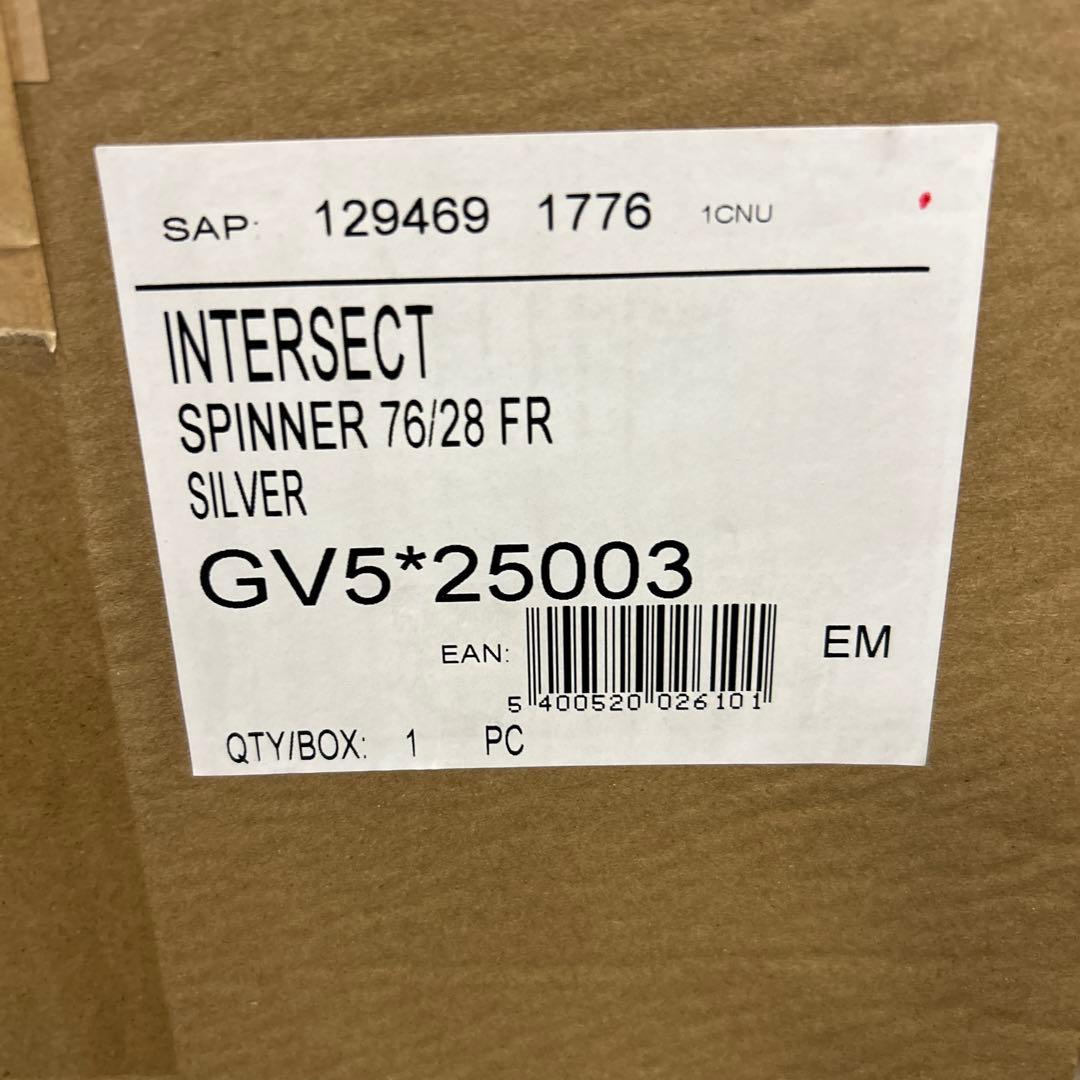 SAP: 129469 1776 1CNU
INTERSECT
SPINNER 76/28 FR
SILVER
GV5*25003
EAN:
5 400520 026101
EM
QTY/BOX: 1 PC